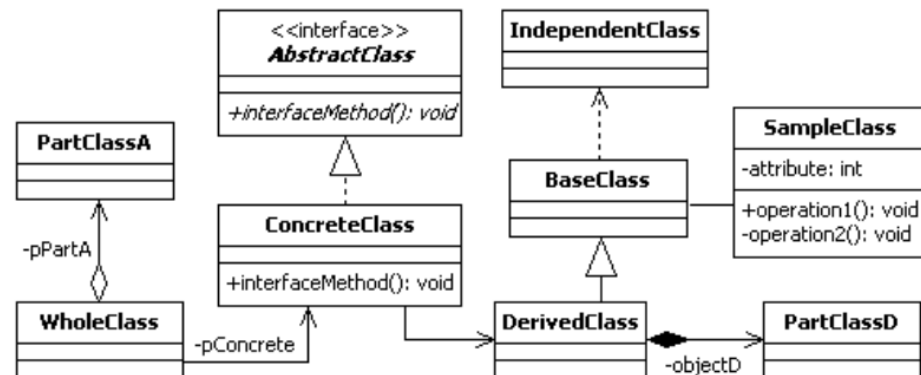 <<interface>>
AbstractClass
+interfaceMethod(): void
IndependentClass
PartClassA
SampleClass
-attribute: int
+operation1(): void
-operation2(): void
BaseClass
ConcreteClass
+interfaceMethod(): void
-pPartA
WholeClass
-pConcrete
DerivedClass
-objectD
PartClassD